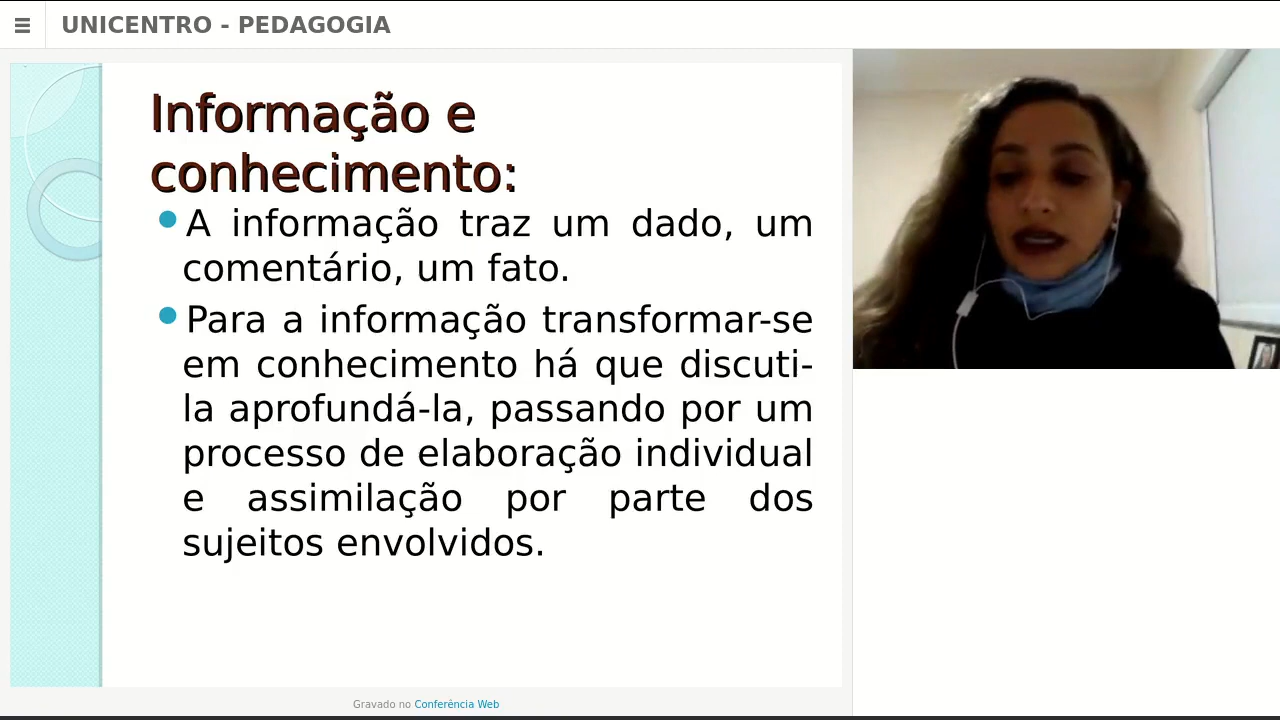 UNICENTRO - PEDAGOGIA
Informação e
conhecimento:
A informação traz um dado, um
comentário, um fato.
Para a informação transformar-se
em conhecimento há que discuti-
la aprofundá-la, passando por um
processo de elaboração individual
e assimilação por parte dos
sujeitos envolvidos.
Gravado no Conferência Web